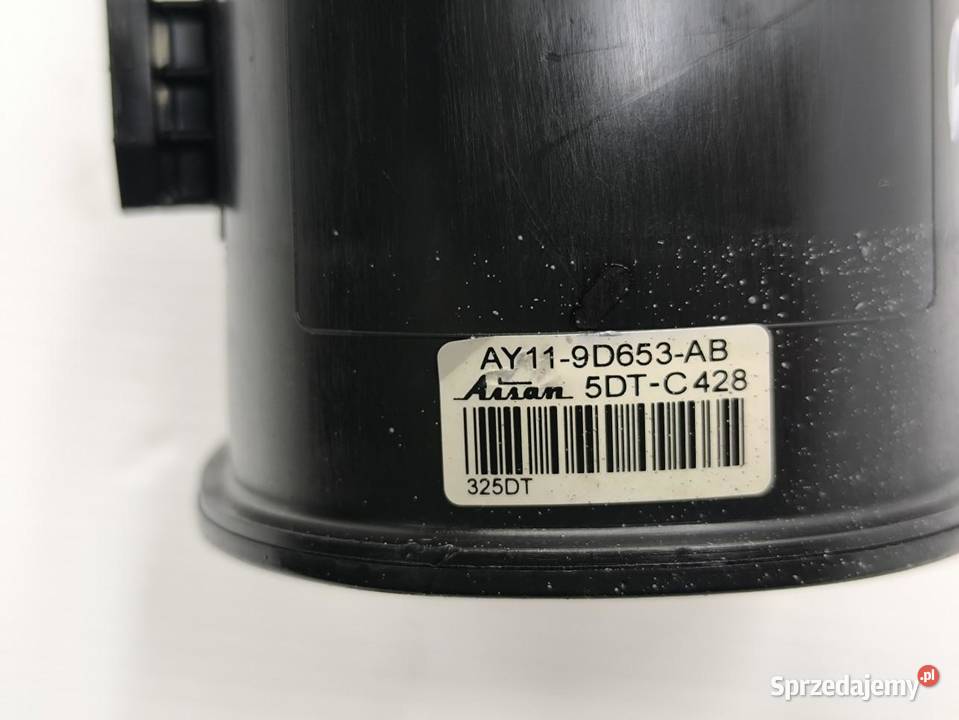 AY11-9D653-AB
Aisan 5DT-C428
325DT
Sprzedajemy.pl